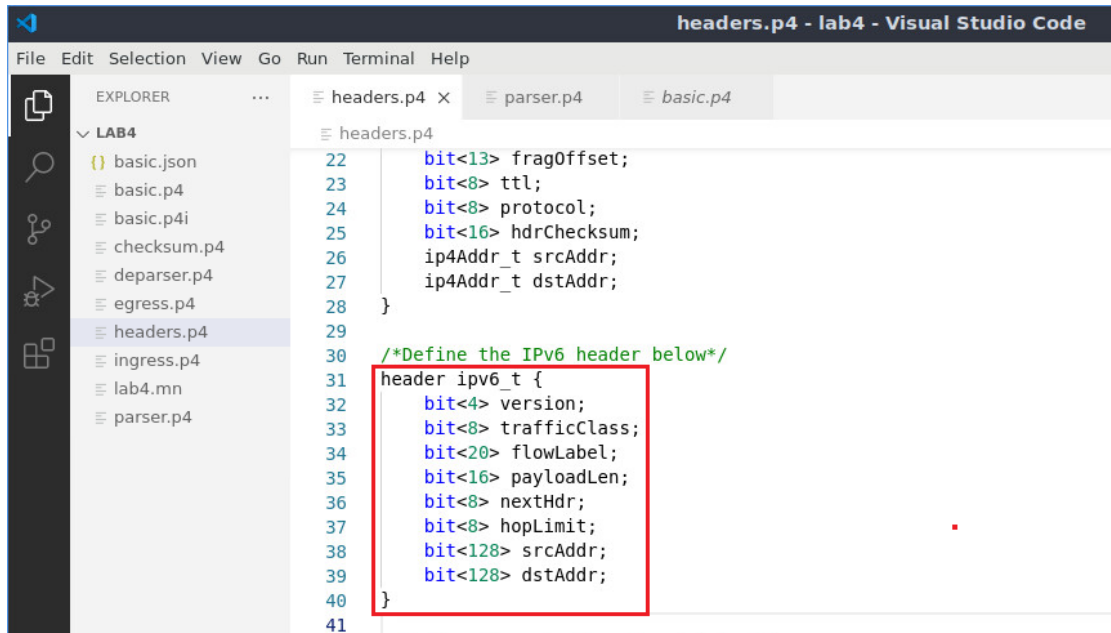 headers.p4 - lab4 - Visual Studio Code
File Edit Selection View Go Run Terminal Help
EXPLORER ...
headers.p4 × parser.p4 basic.p4
LAB4
headers.p4
{} basic.json
basic.p4
basic.p4i
checksum.p4
deparser.p4
egress.p4
headers.p4
ingress.p4
lab4.mn
parser.p4
22 bit<13> fragOffset;
23 bit<8> ttl;
24 bit<8> protocol;
25 bit<16> hdrChecksum;
26 ip4Addr_t srcAddr;
27 ip4Addr_t dstAddr;
28 }
29
30 /*Define the IPv6 header below*/
31 header ipv6_t {
32 bit<4> version;
33 bit<8> trafficClass;
34 bit<20> flowLabel;
35 bit<16> payloadLen;
36 bit<8> nextHdr;
37 bit<8> hopLimit;
38 bit<128> srcAddr;
39 bit<128> dstAddr;
40 }
41